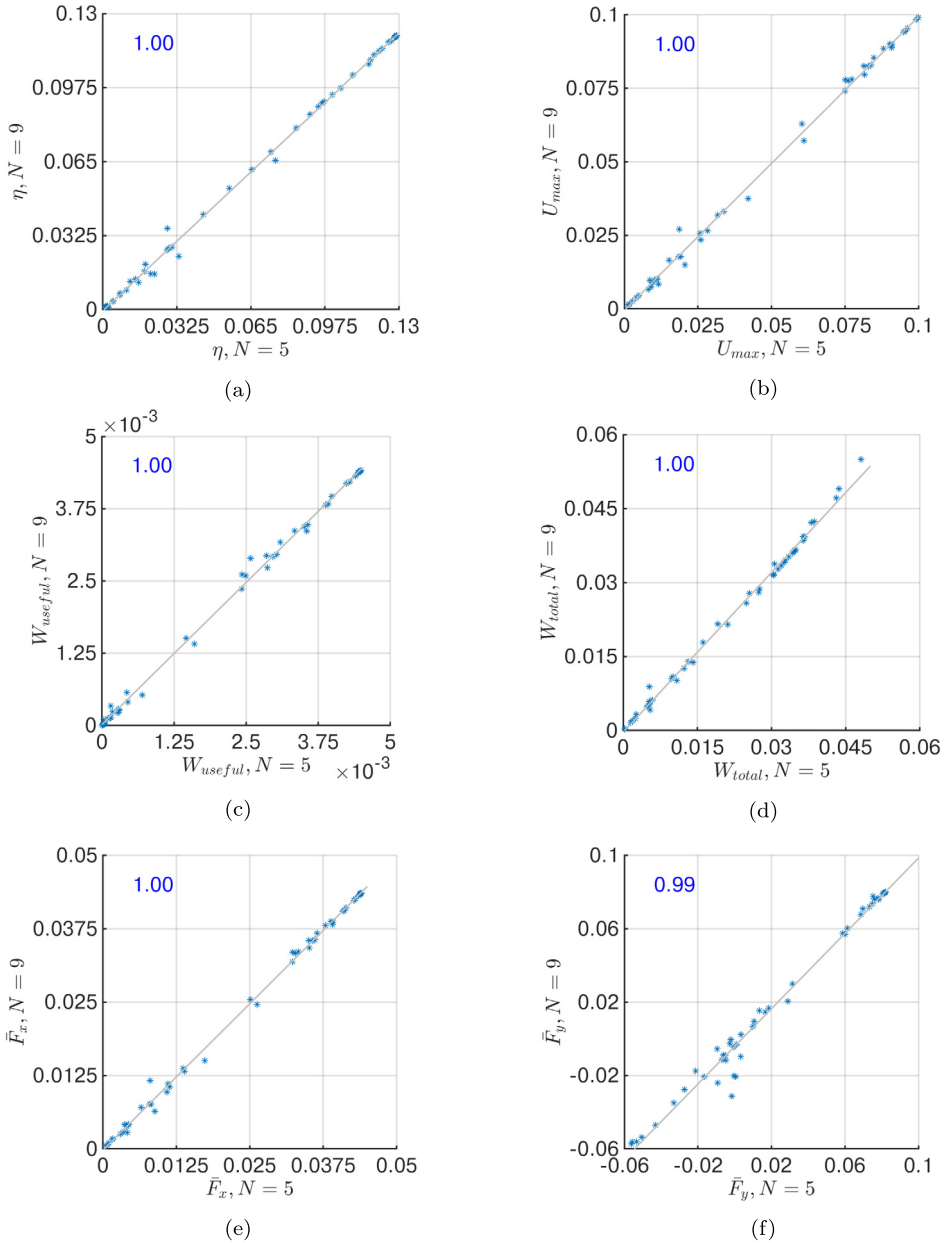 0.13
1.00
0.0975
0.065
0.0325
0
η, N = 9
0 0.0325 0.065 0.0975 0.13
η, N = 5
(a)
0.1
1.00
0.075
0.05
0.025
0
U_max, N = 9
0 0.025 0.05 0.075 0.1
U_max, N = 5
(b)
×10⁻³
5
1.00
3.75
2.5
1.25
0
W_useful, N = 9
0 1.25 2.5 3.75 5
W_useful, N = 5 ×10⁻³
(c)
0.06
1.00
0.045
0.03
0.015
0
W_total, N = 9
0 0.015 0.03 0.045 0.06
W_total, N = 5
(d)
0.05
1.00
0.0375
0.025
0.0125
0
F̄_x, N = 9
0 0.0125 0.025 0.0375 0.05
F̄_x, N = 5
(e)
0.1
0.99
0.06
0.02
-0.02
-0.06
F̄_y, N = 9
-0.06 -0.02 0.02 0.06 0.1
F̄_y, N = 5
(f)